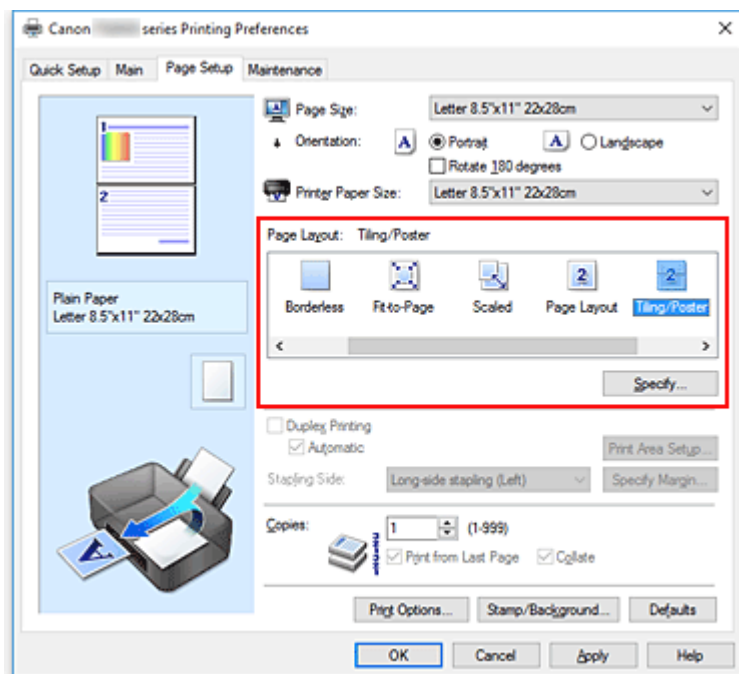 Canon series Printing Preferences
Quick Setup Main Page Setup Maintenance
1
2
Plain Paper
Letter 8.5"x11" 22x28cm
Page Size: Letter 8.5"x11" 22x28cm
Orientation: A Portrait A Landscape
Rotate 180 degrees
Printer Paper Size: Letter 8.5"x11" 22x28cm
Page Layout: Tiling/Poster
2 2
Borderless Fit-to-Page Scaled Page Layout Tiling/Poster
Specify...
Duplex Printing
Automatic Print Area Setup...
Stapling Side: Long-side stapling (Left) Specify Margin...
Copies: 1 (1-999)
Print from Last Page Collate
A
Print Options... Stamp/Background... Defaults
OK Cancel Apply Help